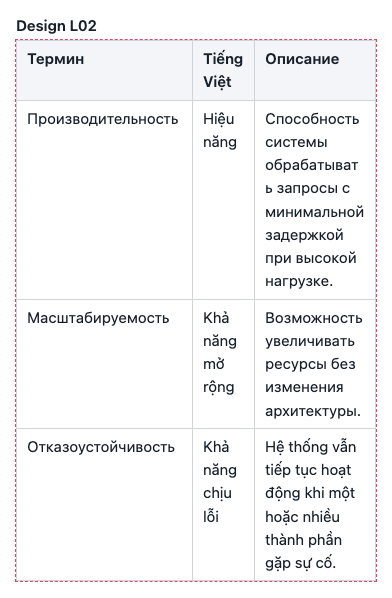 Design L02
Термин Tiếng Việt Описание
Производительность Hiệu năng Способность системы обрабатывать запросы с минимальной задержкой при высокой нагрузке.
Масштабируемость Khả năng mở rộng Возможность увеличивать ресурсы без изменения архитектуры.
Отказоустойчивость Khả năng chịu lỗi Hệ thống vẫn tiếp tục hoạt động khi một hoặc nhiều thành phần gặp sự cố.